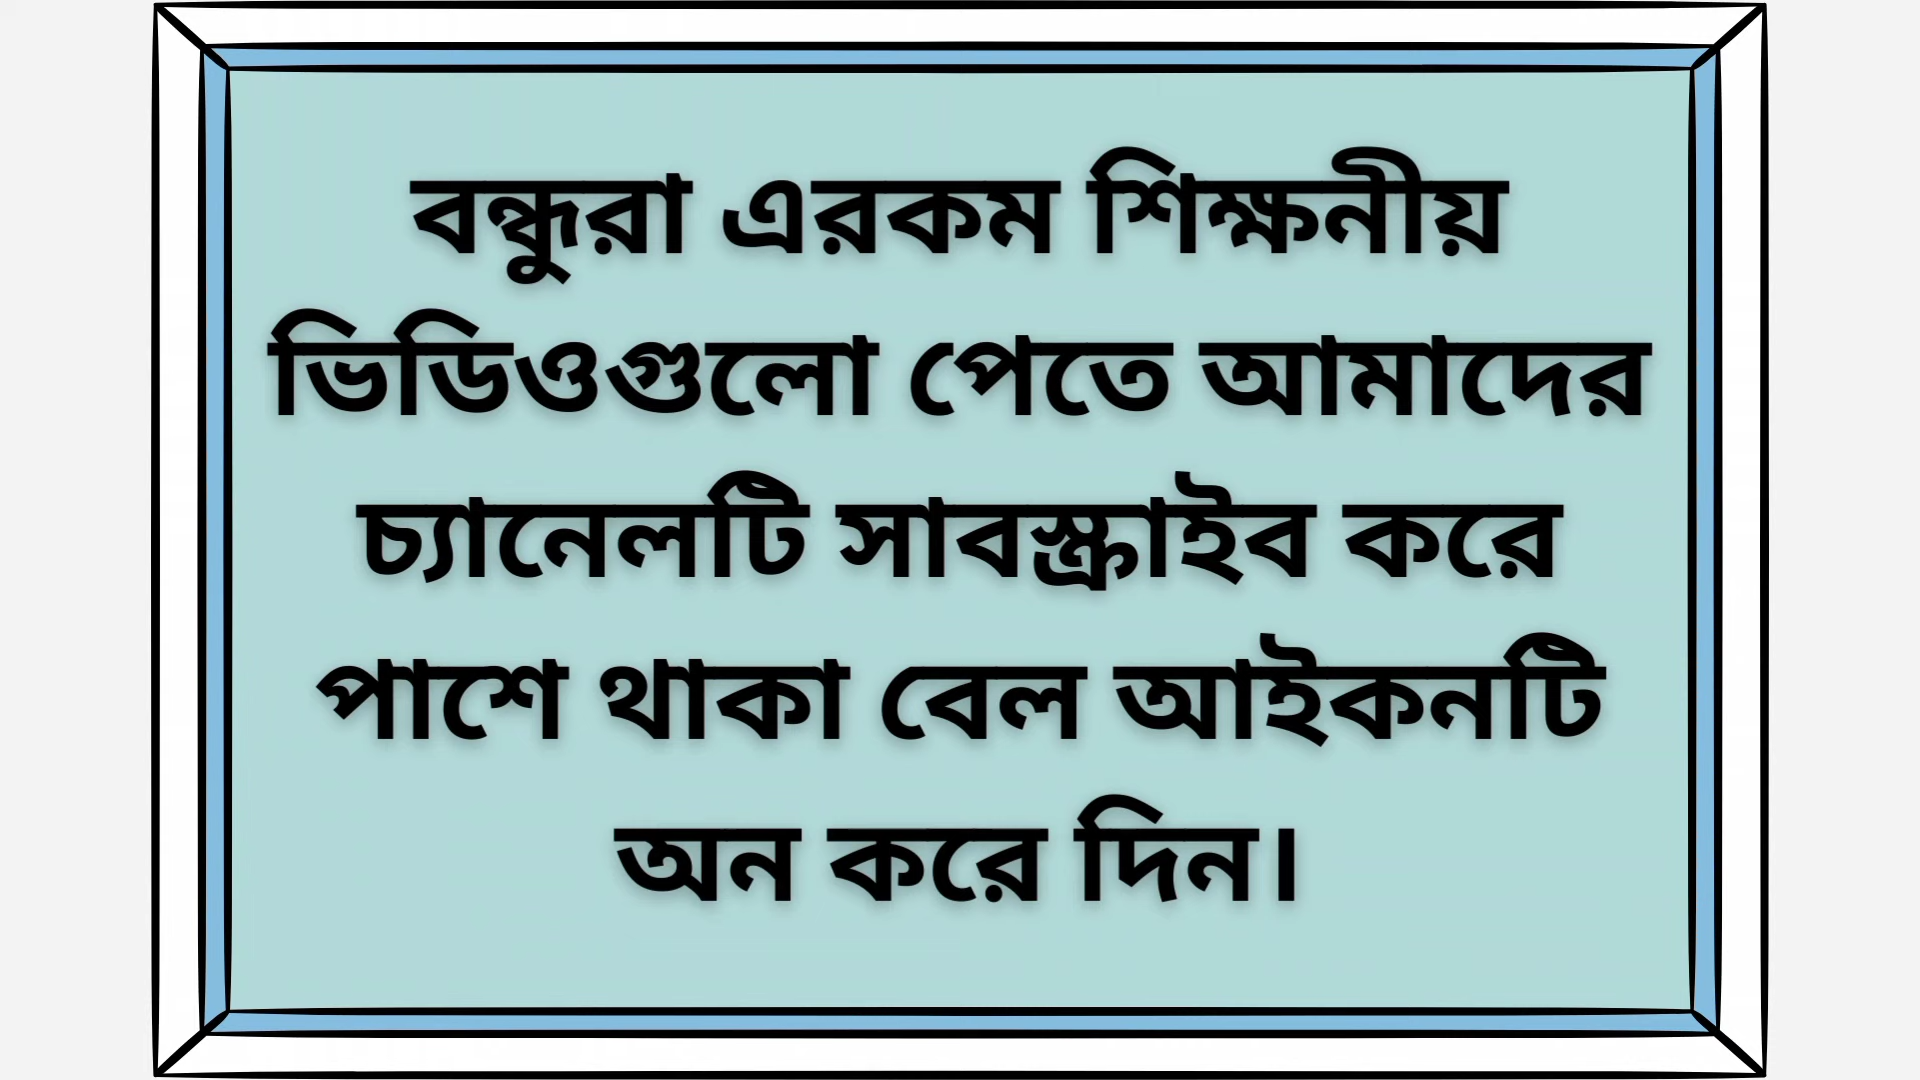 বন্ধুরা এরকম শিক্ষনীয়
ভিডিওগুলো পেতে আমাদের
চ্যানেলটি সাবস্ক্রাইব করে
পাশে থাকা বেল আইকনটি
অন করে দিন।